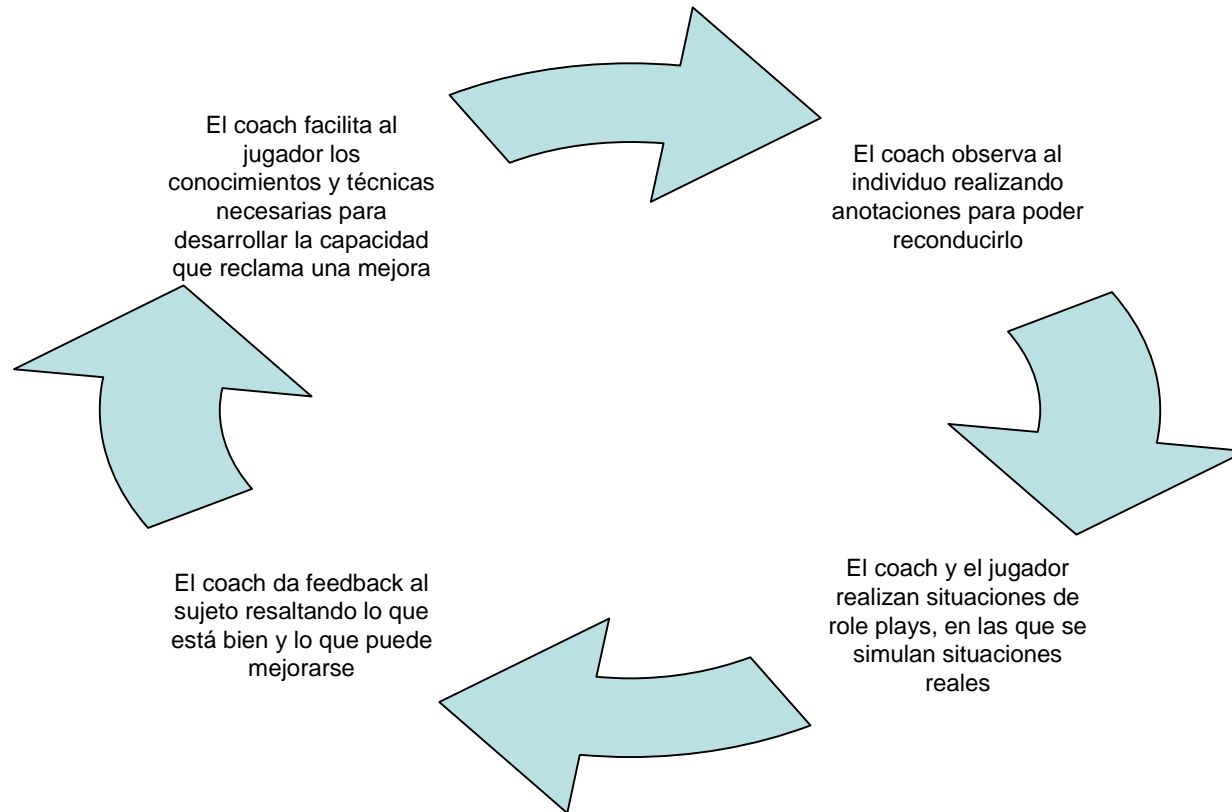 El coach facilita al
jugador los
conocimientos y técnicas
necesarias para
desarrollar la capacidad
que reclama una mejora
El coach observa al
individuo realizando
anotaciones para poder
reconducirlo
El coach y el jugador
realizan situaciones de
role plays, en las que se
simulan situaciones
reales
El coach da feedback al
sujeto resaltando lo que
está bien y lo que puede
mejorarse